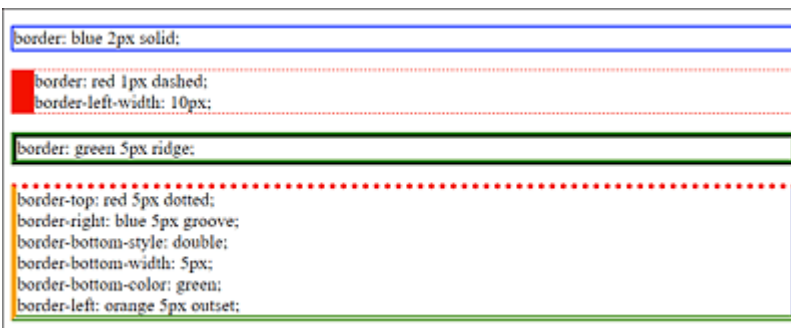 border: blue 2px solid;
border: red 1px dashed;
border-left-width: 10px;
border: green 5px ridge;
border-top: red 5px dotted;
border-right: blue 5px groove;
border-bottom-style: double;
border-bottom-width: 5px;
border-bottom-color: green;
border-left: orange 5px outset;